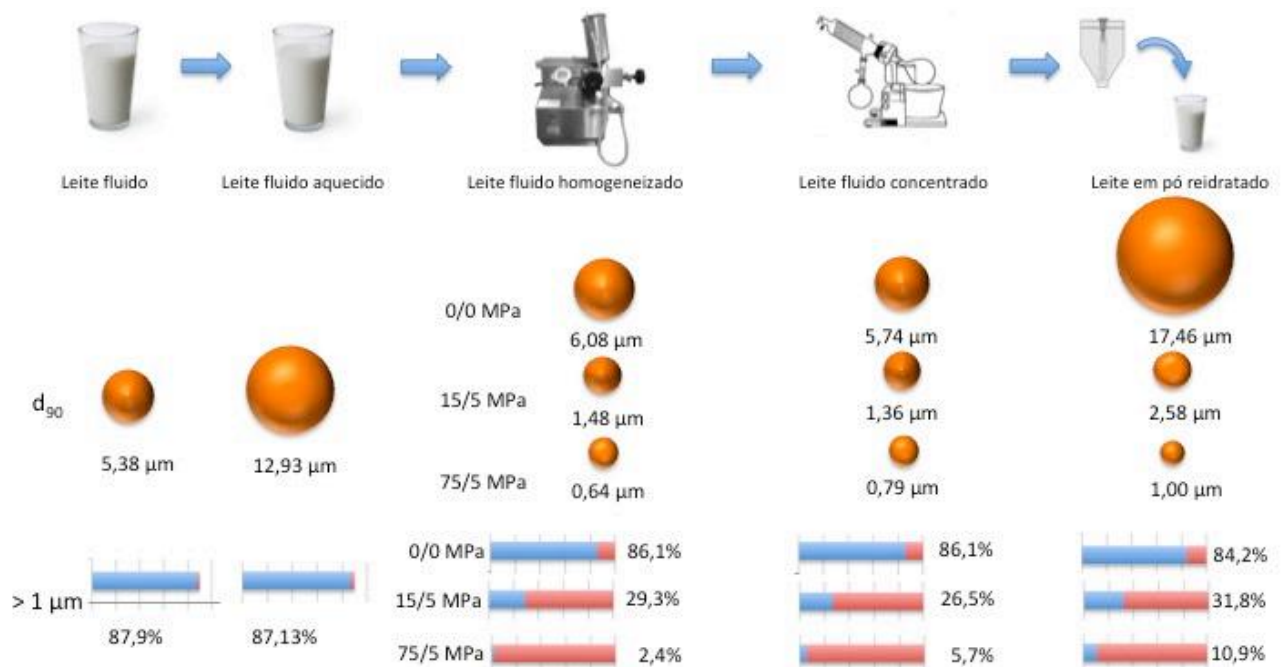 Leite fluido
Leite fluido aquecido
Leite fluido homogeneizado
Leite fluido concentrado
Leite em pó reidratado
0/0 MPa
6,08 µm
5,74 µm
17,46 µm
d90
15/5 MPa
1,48 µm
1,36 µm
2,58 µm
5,38 µm
12,93 µm
75/5 MPa
0,64 µm
0,79 µm
1,00 µm
0/0 MPa
86,1%
86,1%
84,2%
> 1 µm
15/5 MPa
29,3%
26,5%
31,8%
87,9%
87,13%
75/5 MPa
2,4%
5,7%
10,9%